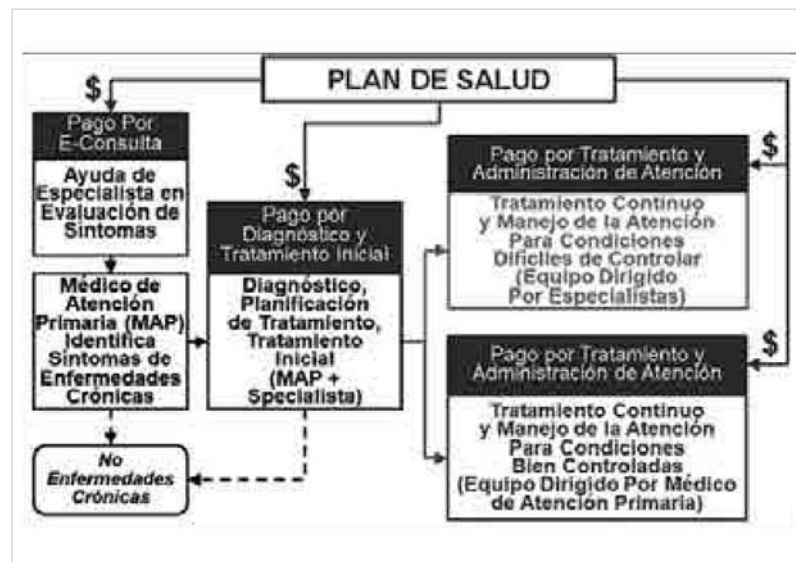 PLAN DE SALUD
$
Pago Por
E-Consulta
Ayuda de
Especialista en
Evaluación de
Síntomas
Médico de
Atención
Primaria (MAP)
Identifica
Síntomas de
Enfermedades
Crónicas
No
Enfermedades
Crónicas
$
Pago por
Diagnóstico y
Tratamiento Inicial
Diagnóstico,
Planificación
de Tratamiento,
Tratamiento
Inicial
(MAP +
Specialista)
$
Pago por Tratamiento y
Administración de Atención
Tratamiento Continuo
y Manejo de la Atención
Para Condiciones
Difíciles de Controlar
(Equipo Dirigido
Por Especialistas)
$
Pago por Tratamiento y
Administración de Atención
Tratamiento Continuo
y Manejo de la Atención
Para Condiciones
Bien Controladas
(Equipo Dirigido Por Médico
de Atención Primaria)